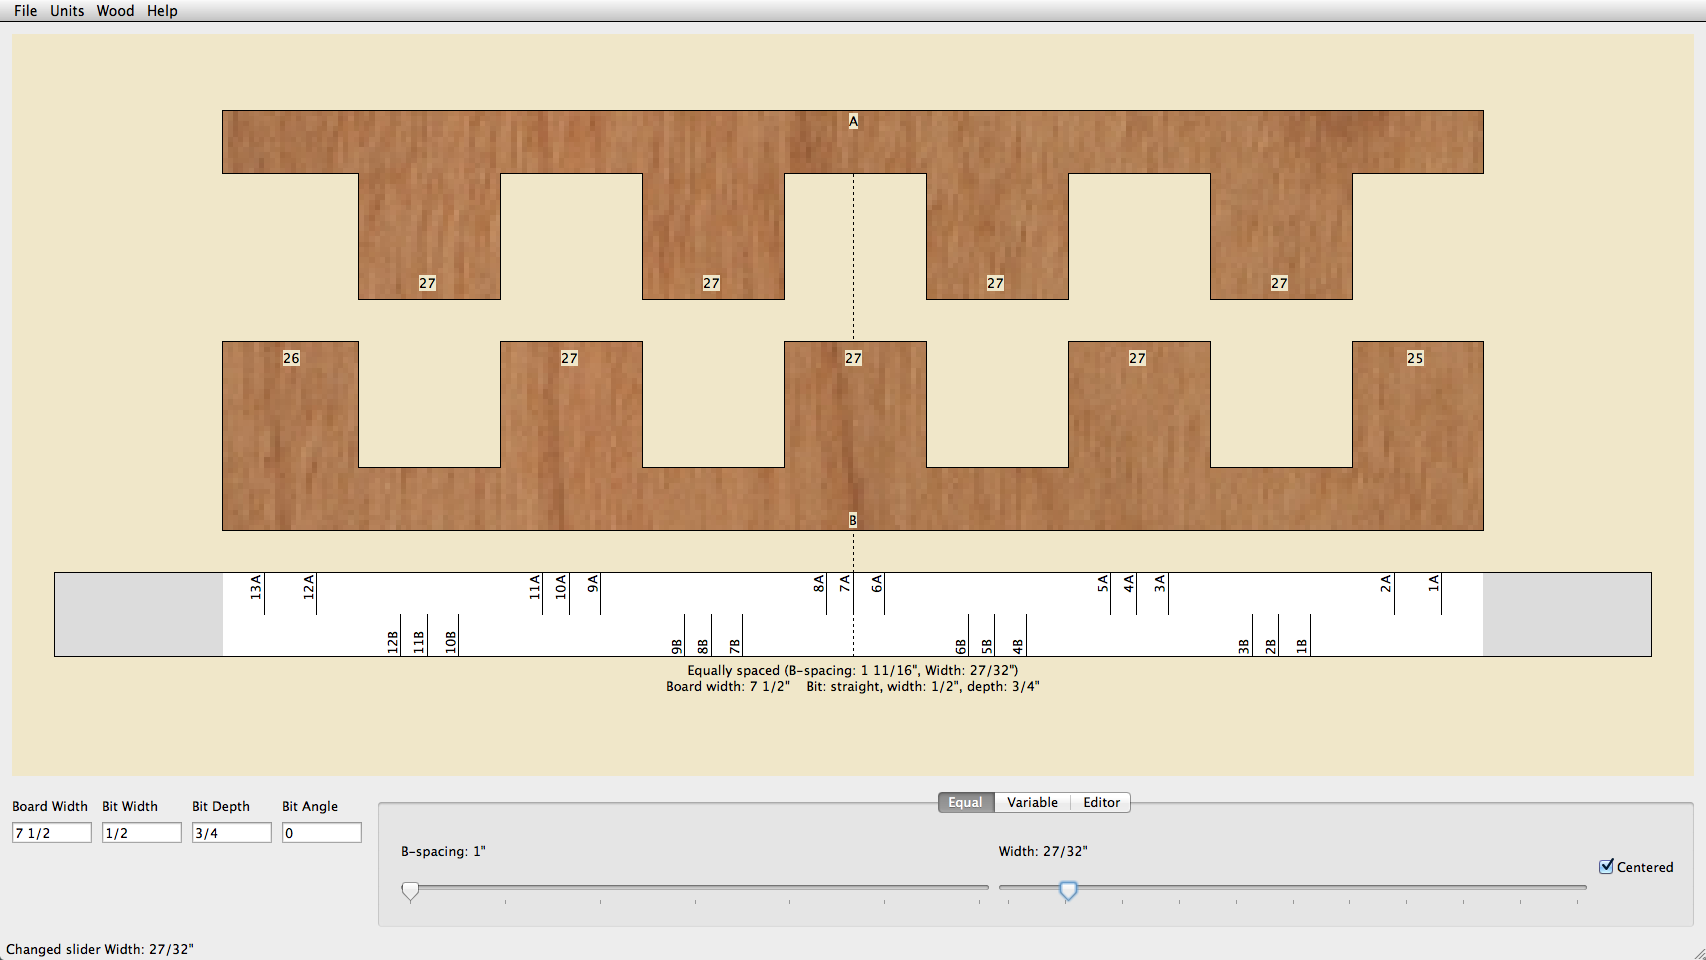 File Units Wood Help
A
27 27 27 27
26 27 27 27 25
B
13A 12A 11A 10A 9A 8A 7A 6A 5A 4A 3A 2A 1A
12B 11B 10B 9B 8B 7B 6B 5B 4B 3B 2B 1B
Equally spaced (B-spacing: 1 11/16", Width: 27/32")
Board width: 7 1/2" Bit: straight, width: 1/2", depth: 3/4"
Equal Variable Editor
Board Width Bit Width Bit Depth Bit Angle
7 1/2 1/2 3/4 0
B-spacing: 1" Width: 27/32"
Centered
Changed slider Width: 27/32"